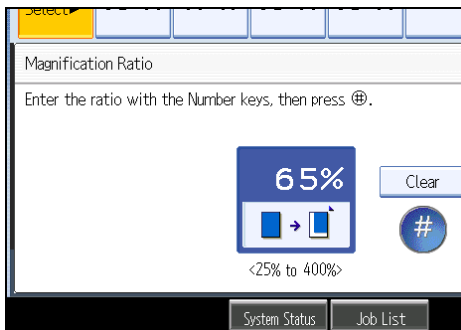 Select►
Magnification Ratio
Enter the ratio with the Number keys, then press ⊕.
65%
Clear
#
<25% to 400%>
System Status Job List